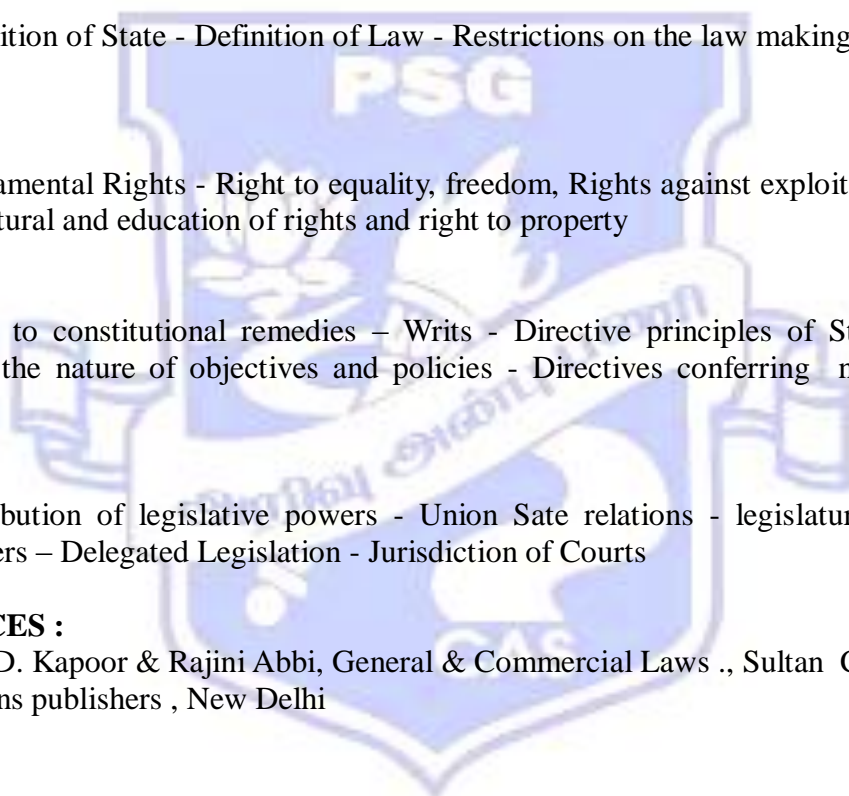 ition of State - Definition of Law - Restrictions on the law making
PSG
amental Rights - Right to equality, freedom, Rights against exploit
tural and education of rights and right to property
to constitutional remedies – Writs - Directive principles of St
the nature of objectives and policies - Directives conferring
அன்புடமை
bution of legislative powers - Union Sate relations - legislatur
ers – Delegated Legislation - Jurisdiction of Courts
CES :
D. Kapoor & Rajini Abbi, General & Commercial Laws ., Sultan
CAS
ns publishers , New Delhi